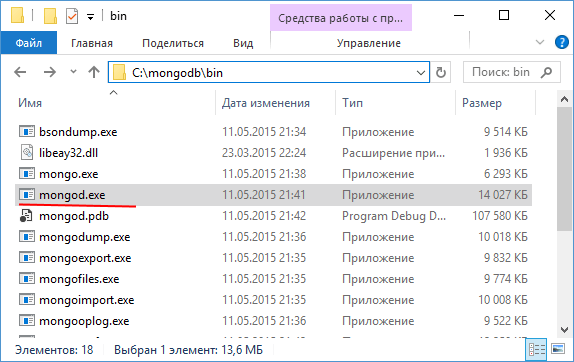 bin
Средства работы с пр...
Файл
Главная
Поделиться
Вид
Управление
C:\mongodb\bin
Поиск: bin
Имя
Дата изменения
Тип
Размер
bsondump.exe 11.05.2015 21:34 Приложение 9 514 КБ
libeay32.dll 23.03.2015 22:24 Расширение при... 1 936 КБ
mongo.exe 11.05.2015 21:38 Приложение 6 293 КБ
mongod.exe 11.05.2015 21:41 Приложение 14 027 КБ
mongod.pdb 11.05.2015 21:42 Program Debug D... 107 580 КБ
mongodump.exe 11.05.2015 21:36 Приложение 10 018 КБ
mongoexport.exe 11.05.2015 21:35 Приложение 9 832 КБ
mongofiles.exe 11.05.2015 21:35 Приложение 9 774 КБ
mongoimport.exe 11.05.2015 21:36 Приложение 10 008 КБ
mongooplog.exe 11.05.2015 21:36 Приложение 9 522 КБ
Элементов: 18
Выбран 1 элемент: 13,6 МБ